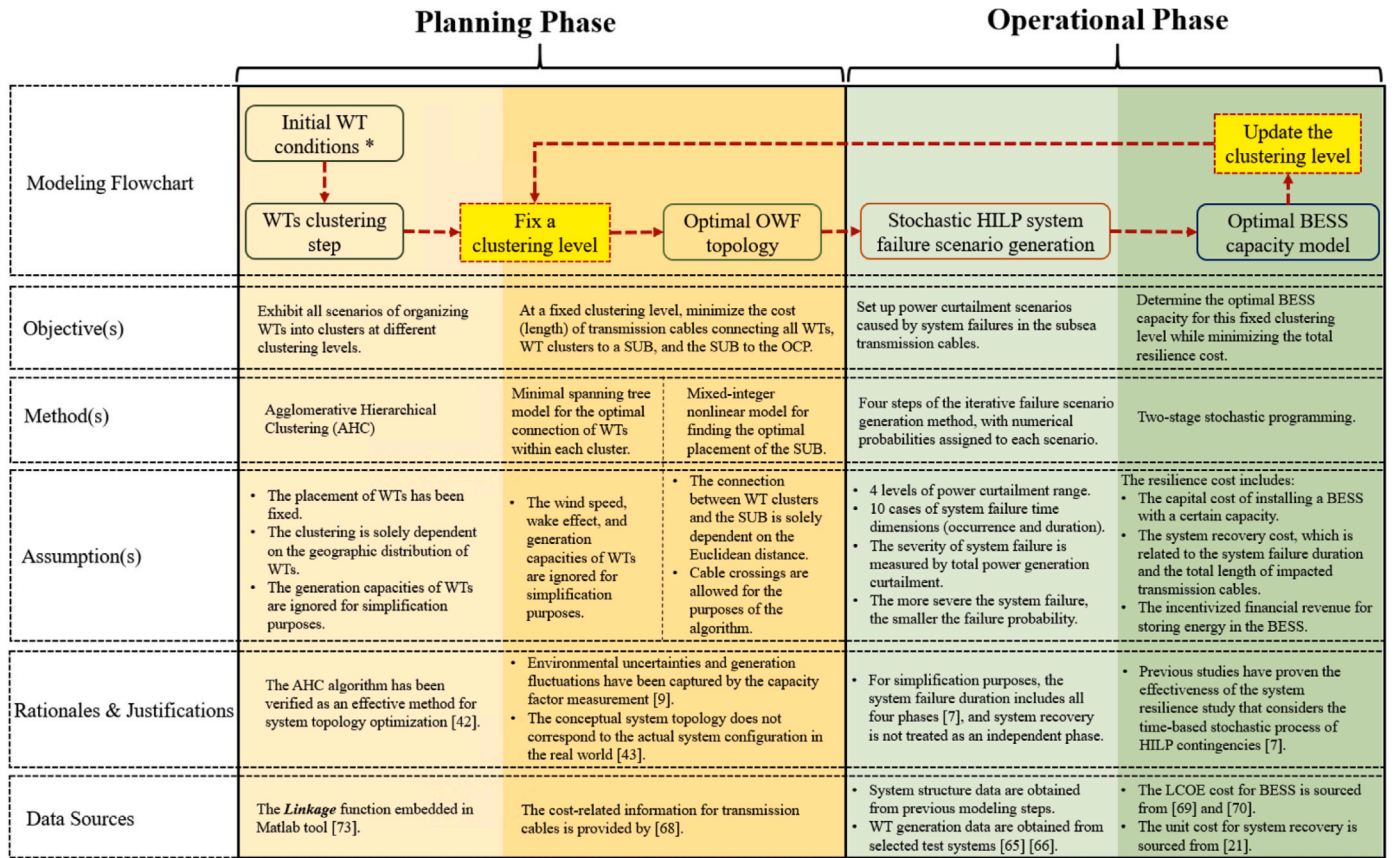 Planning Phase
Operational Phase
Modeling Flowchart
Initial WT
conditions *
WTs clustering
step
Fix a
clustering level
Optimal OWF
topology
Stochastic HILP system
failure scenario generation
Optimal BESS
capacity model
Update the
clustering level
Objective(s)
Exhibit all scenarios of organizing
WTs into clusters at different
clustering levels.
At a fixed clustering level, minimize the cost
(length) of transmission cables connecting all WTs,
WT clusters to a SUB, and the SUB to the OCP.
Set up power curtailment scenarios
caused by system failures in the subsea
transmission cables.
Determine the optimal BESS
capacity for this fixed clustering
level while minimizing the total
resilience cost.
Method(s)
Agglomerative Hierarchical
Clustering (AHC)
Minimal spanning tree
model for the optimal
connection of WTs
within each cluster.
Mixed-integer
nonlinear model for
finding the optimal
placement of the SUB.
Four steps of the iterative failure scenario
generation method, with numerical
probabilities assigned to each scenario.
Two-stage stochastic programming.
Assumption(s)
• The placement of WTs has been
fixed.
• The clustering is solely dependent
on the geographic distribution of
WTs.
• The generation capacities of WTs
are ignored for simplification
purposes.
• The wind speed,
wake effect, and
generation
capacities of WTs
are ignored for
simplification
purposes.
• The connection
between WT clusters
and the SUB is solely
dependent on the
Euclidean distance.
• Cable crossings are
allowed for the
purposes of the
algorithm.
• 4 levels of power curtailment range.
• 10 cases of system failure time
dimensions (occurrence and duration).
• The severity of system failure is
measured by total power generation
curtailment.
• The more severe the system failure,
the smaller the failure probability.
The resilience cost includes:
• The capital cost of installing a BESS
with a certain capacity.
• The system recovery cost, which is
related to the system failure duration
and the total length of impacted
transmission cables.
• The incentivized financial revenue for
storing energy in the BESS.
Rationales & Justifications
The AHC algorithm has been
verified as an effective method for
system topology optimization [42].
• Environmental uncertainties and generation
fluctuations have been captured by the capacity
factor measurement [9].
• The conceptual system topology does not
correspond to the actual system configuration in
the real world [43].
• For simplification purposes, the
system failure duration includes all
four phases [7], and system recovery
is not treated as an independent phase.
• Previous studies have proven the
effectiveness of the system
resilience study that considers the
time-based stochastic process of
HILP contingencies [7].
Data Sources
The Linkage function embedded in
Matlab tool [73].
The cost-related information for transmission
cables is provided by [68].
• System structure data are obtained
from previous modeling steps.
• WT generation data are obtained from
selected test systems [65] [66].
• The LCOE cost for BESS is sourced
from [69] and [70].
• The unit cost for system recovery is
sourced from [21].